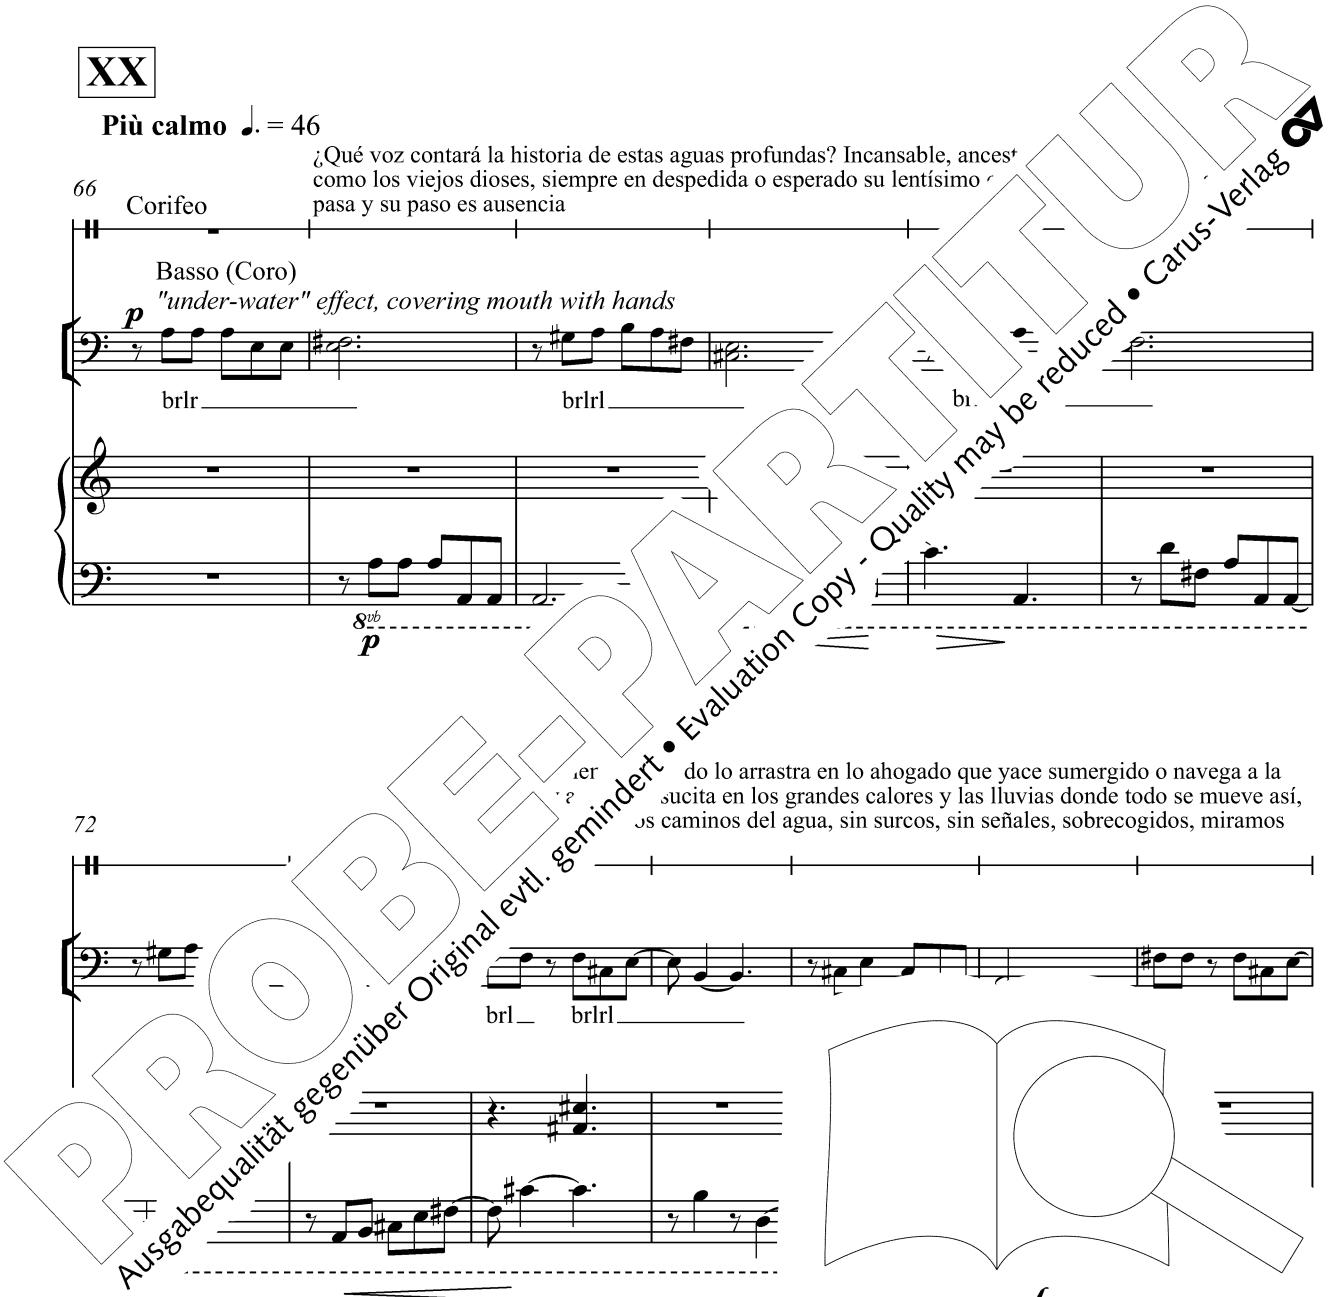 XX
Più calmo ♩. = 46
¿Qué voz contará la historia de estas aguas profundas? Incansable,
como los viejos dioses, siempre en despedida o esperado su lentísimo
pasa y su paso es ausencia
66
Corifeo
Basso (Coro)
"under-water" effect, covering mouth with hands
p
brlr
brlrl
8vb
p
do lo arrastra en lo ahogado que yace sumergido o navega a la
en los grandes calores y las lluvias donde todo se mueve así,
caminos del agua, sin surcos, sin señales, sobrecogidos, miramos
72
brl brlrl
PROBE-PARTITUR
Ausgabequalität gegenüber Original evtl. gemindert • Evaluation Copy - Quality may be reduced • Carus-Verlag